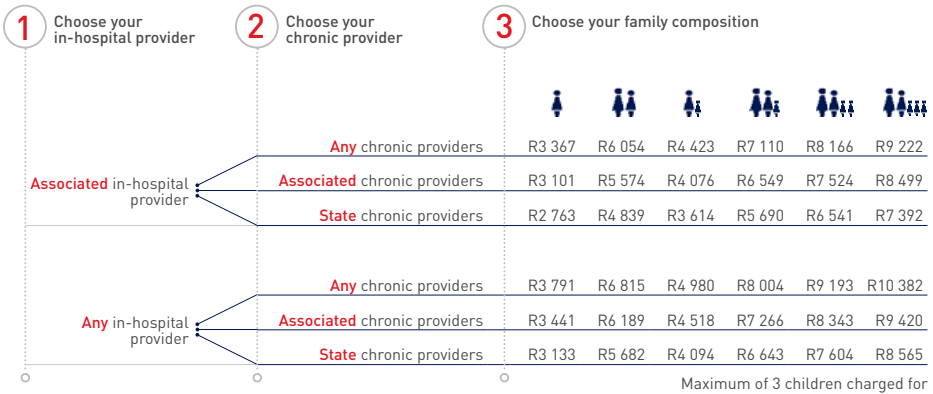 1 Choose your
in-hospital provider
2 Choose your
chronic provider
3 Choose your family composition
Associated in-hospital
provider
Any chronic providers R3 367 R6 054 R4 423 R7 110 R8 166 R9 222
Associated chronic providers R3 101 R5 574 R4 076 R6 549 R7 524 R8 499
State chronic providers R2 763 R4 839 R3 614 R5 690 R6 541 R7 392
Any in-hospital
provider
Any chronic providers R3 791 R6 815 R4 980 R8 004 R9 193 R10 382
Associated chronic providers R3 441 R6 189 R4 518 R7 266 R8 343 R9 420
State chronic providers R3 133 R5 682 R4 094 R6 643 R7 604 R8 565
Maximum of 3 children charged for